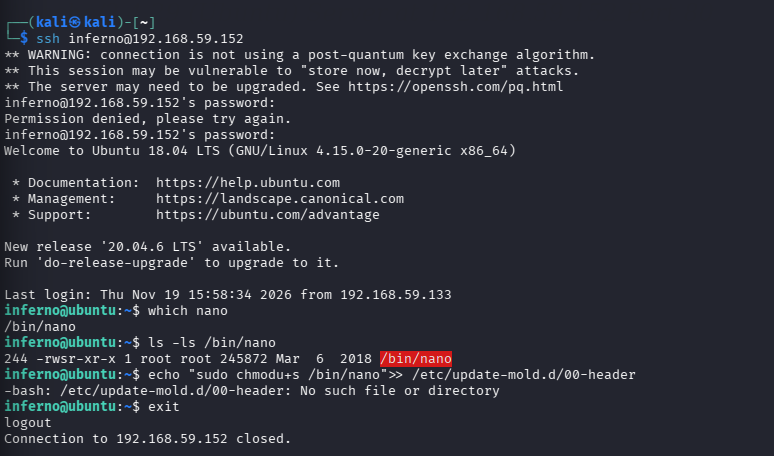 ┌──(kali㉿kali)-[~]
└─$ ssh inferno@192.168.59.152
** WARNING: connection is not using a post-quantum key exchange algorithm.
** This session may be vulnerable to "store now, decrypt later" attacks.
** The server may need to be upgraded. See https://openssh.com/pq.html
inferno@192.168.59.152's password:
Permission denied, please try again.
inferno@192.168.59.152's password:
Welcome to Ubuntu 18.04 LTS (GNU/Linux 4.15.0-20-generic x86_64)
* Documentation:  https://help.ubuntu.com
* Management:     https://landscape.canonical.com
* Support:        https://ubuntu.com/advantage
New release '20.04.6 LTS' available.
Run 'do-release-upgrade' to upgrade to it.
Last login: Thu Nov 19 15:58:34 2026 from 192.168.59.133
inferno@ubuntu:~$ which nano
/bin/nano
inferno@ubuntu:~$ ls -ls /bin/nano
244 -rwsr-xr-x 1 root root 245872 Mar  6  2018 /bin/nano
inferno@ubuntu:~$ echo "sudo chmodu+s /bin/nano">> /etc/update-mold.d/00-header
-bash: /etc/update-mold.d/00-header: No such file or directory
inferno@ubuntu:~$ exit
logout
Connection to 192.168.59.152 closed.